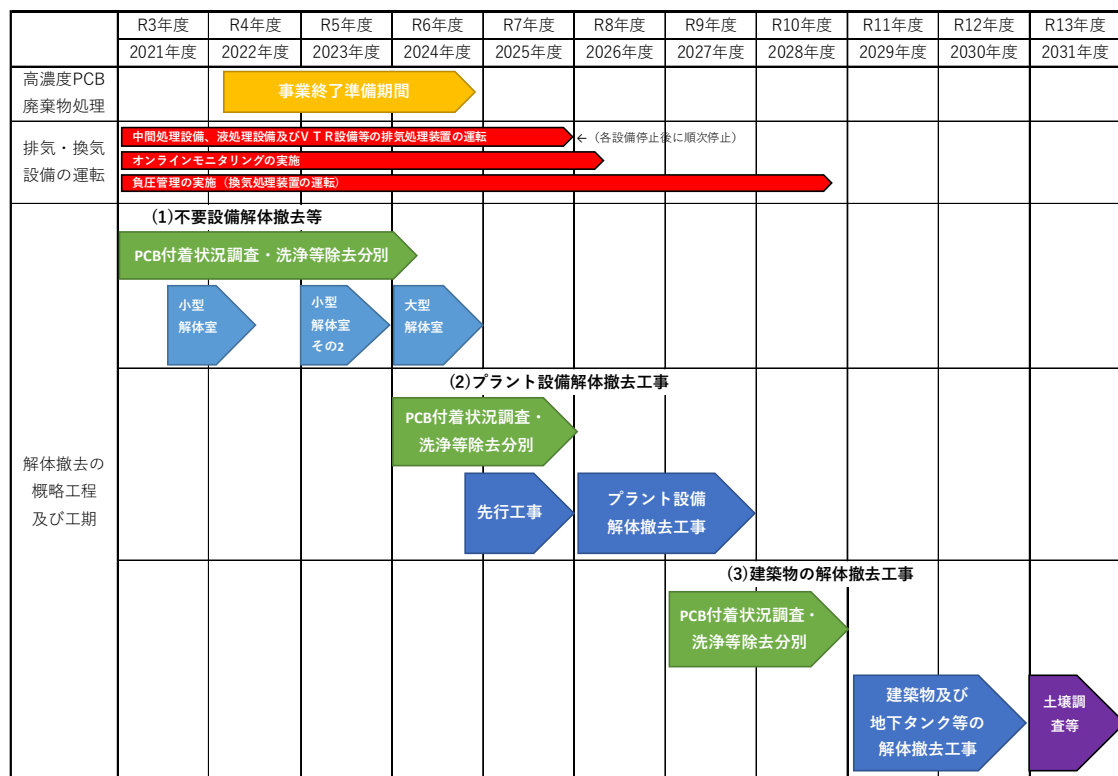 R3年度 R4年度 R5年度 R6年度 R7年度 R8年度 R9年度 R10年度 R11年度 R12年度 R13年度
2021年度 2022年度 2023年度 2024年度 2025年度 2026年度 2027年度 2028年度 2029年度 2030年度 2031年度
高濃度PCB
廃棄物処理
事業終了準備期間
排気・換気
設備の運転
中間処理設備、液処理設備及びVTR設備等の排気処理装置の運転
←（各設備停止後に順次停止）
オンラインモニタリングの実施
負圧管理の実施（換気処理装置の運転）
解体撤去の
概略工程
及び工期
(1)不要設備解体撤去等
PCB付着状況調査・洗浄等除去分別
小型
解体室
小型
解体室
その2
大型
解体室
(2)プラント設備解体撤去工事
PCB付着状況調査・
洗浄等除去分別
先行工事
プラント設備
解体撤去工事
(3)建築物の解体撤去工事
PCB付着状況調査・
洗浄等除去分別
建築物及び
地下タンク等の
解体撤去工事
土壌調
査等